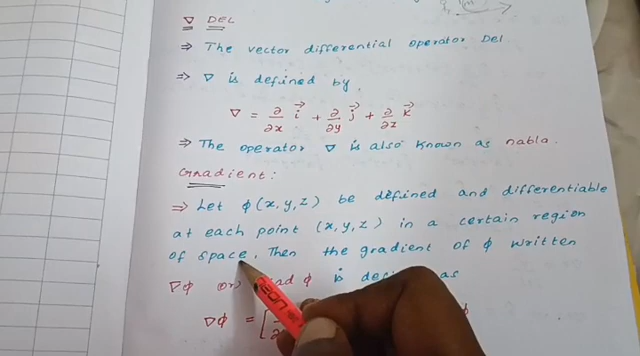 ∇ DEL
⇒ The vector differential operator Del
⇒ ∇ is defined by
∇ = ∂/∂x i⃗ + ∂/∂y j⃗ + ∂/∂z k⃗
⇒ The operator ∇ is also known as nabla.
Gradient:
⇒ Let ϕ(x,y,z) be defined and differentiable
at each point (x,y,z) in a certain region
of space. Then the gradient of ϕ written
∇ϕ or ϕ is defined as
∇ϕ = [